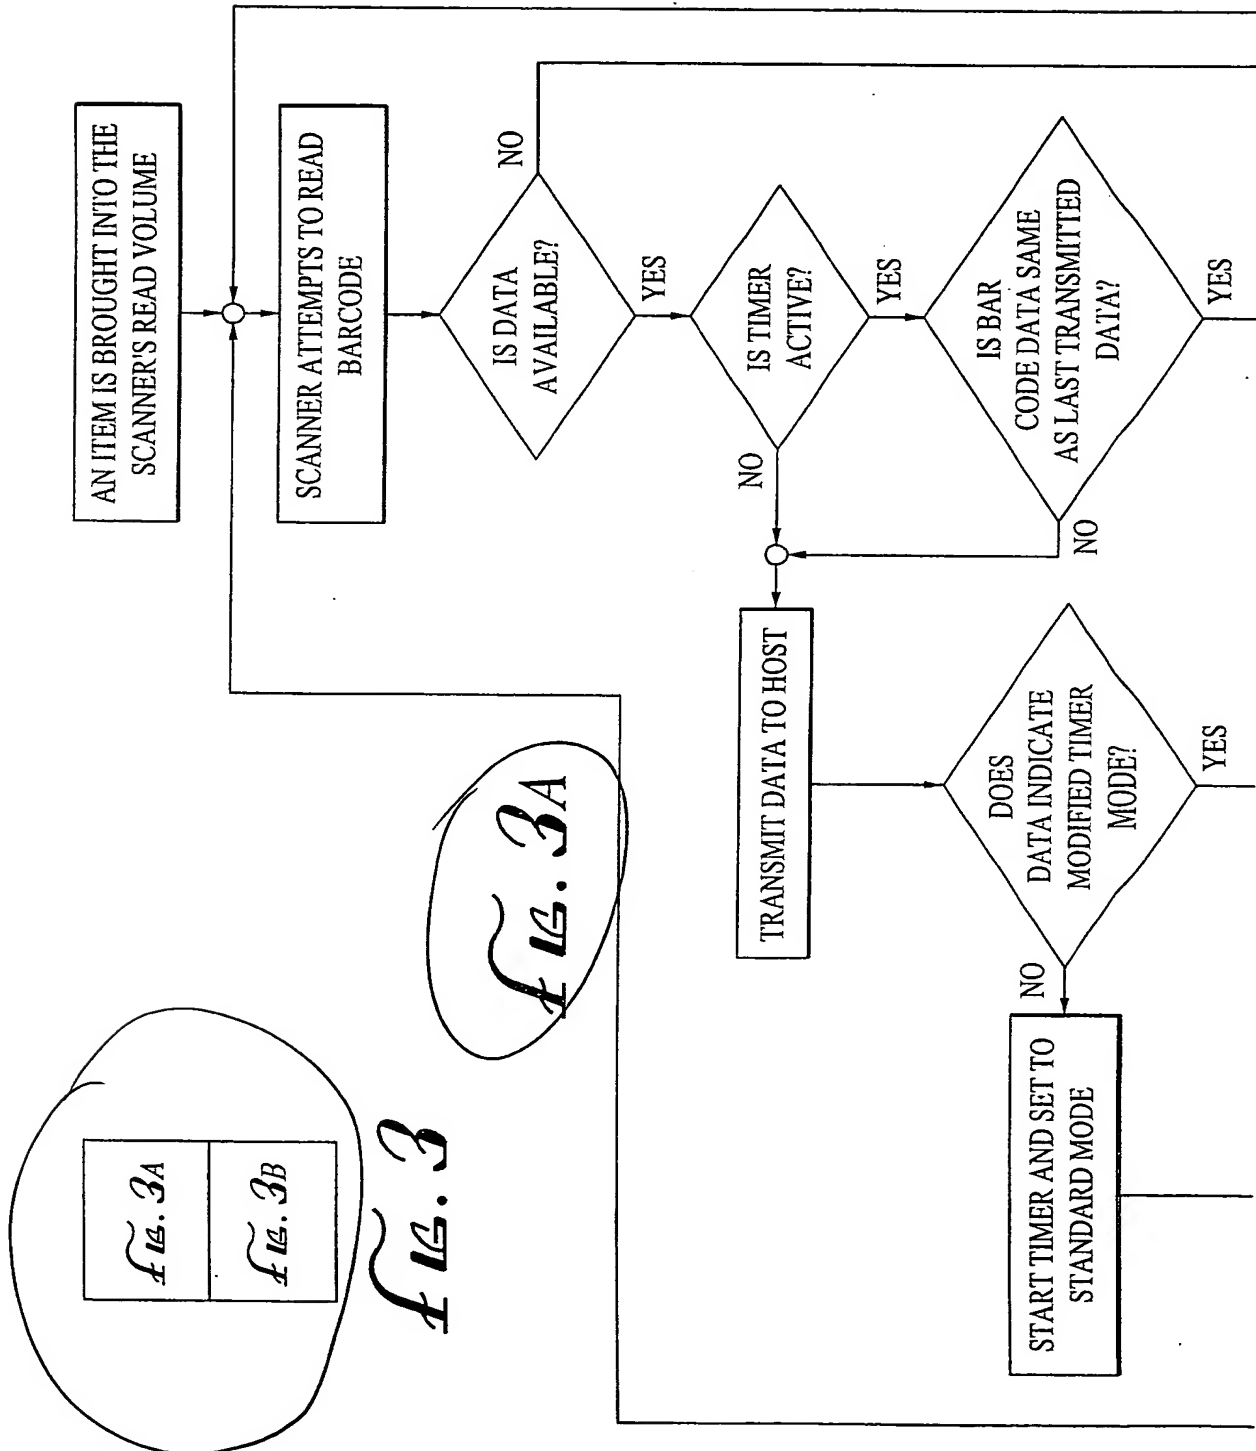 AN ITEM IS BROUGHT INTO THE
SCANNER'S READ VOLUME
SCANNER ATTEMPTS TO READ
BARCODE
IS DATA
AVAILABLE?
NO
YES
IS TIMER
ACTIVE?
NO
YES
IS BAR
CODE DATA SAME
AS LAST TRANSMITTED
DATA?
NO
YES
TRANSMIT DATA TO HOST
DOES
DATA INDICATE
MODIFIED TIMER
MODE?
NO
YES
START TIMER AND SET TO
STANDARD MODE
FIG. 3A
FIG. 3B
FIG. 3
FIG. 3A